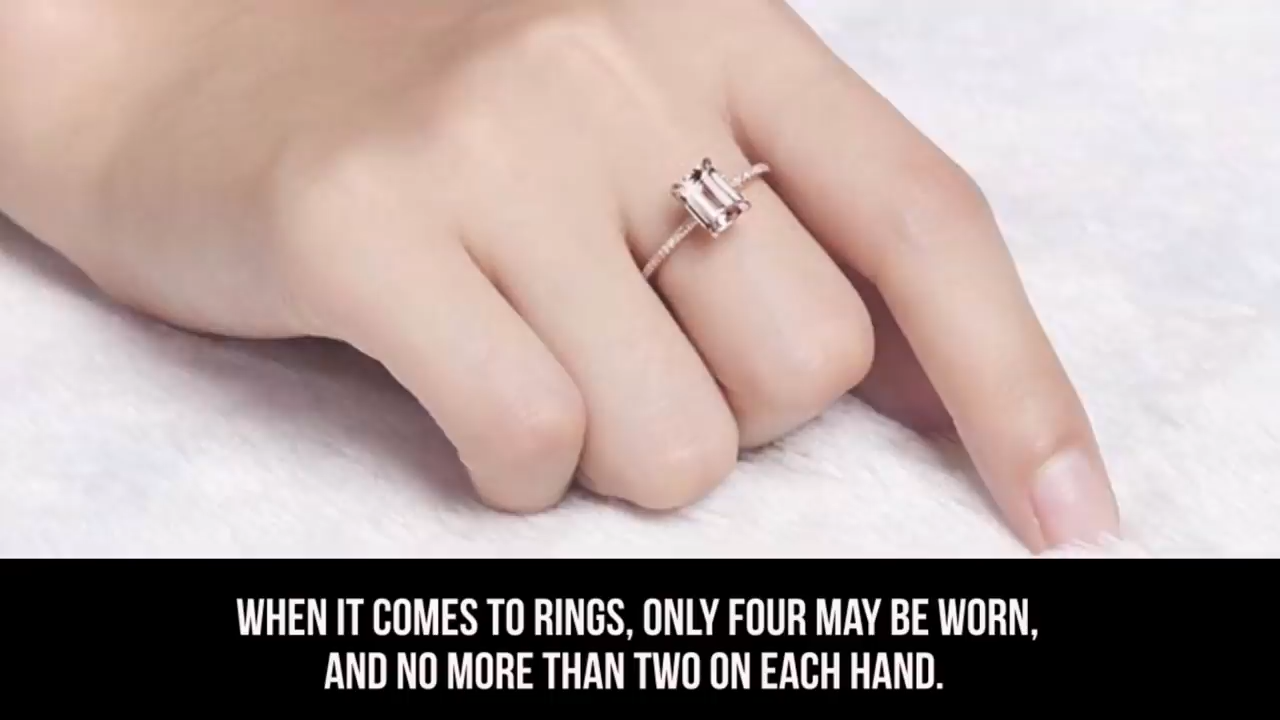 WHEN IT COMES TO RINGS, ONLY FOUR MAY BE WORN,
AND NO MORE THAN TWO ON EACH HAND.